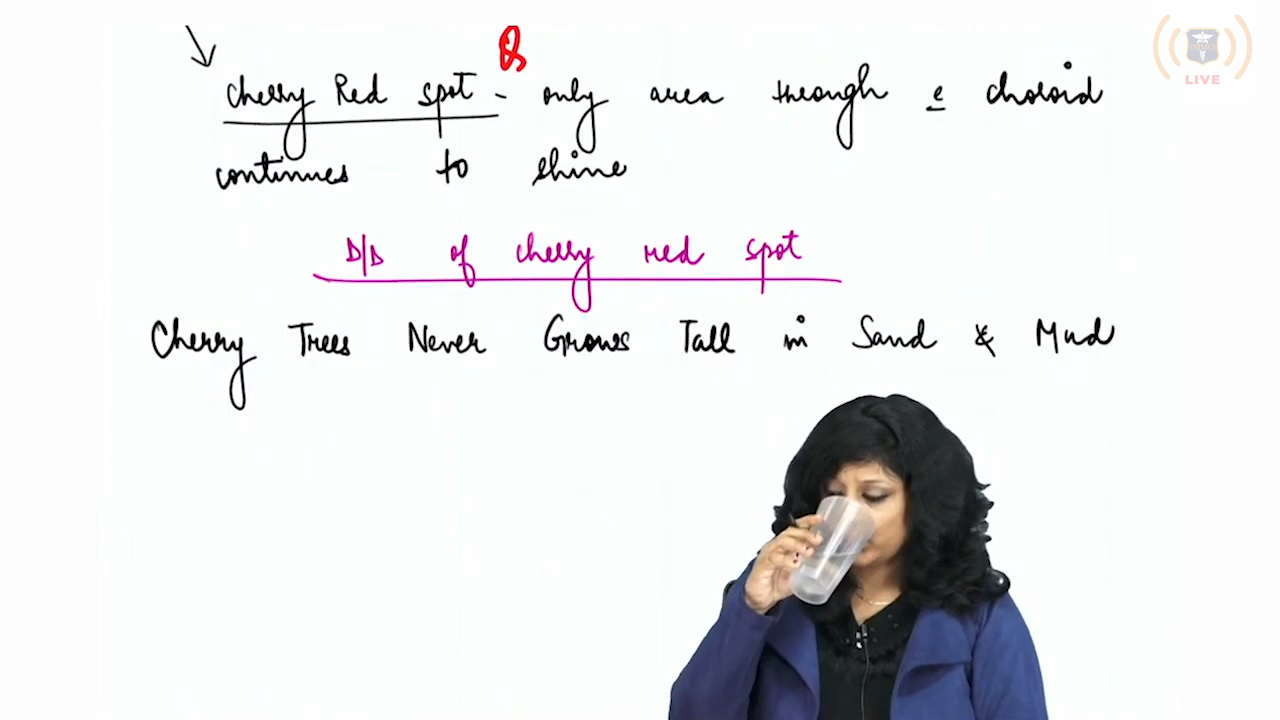 Cherry Red spot - only area through c choroid
continues to shine
D/D of cherry red spot
Cherry Trees Never Grows Tall in Sand & Mud
LIVE